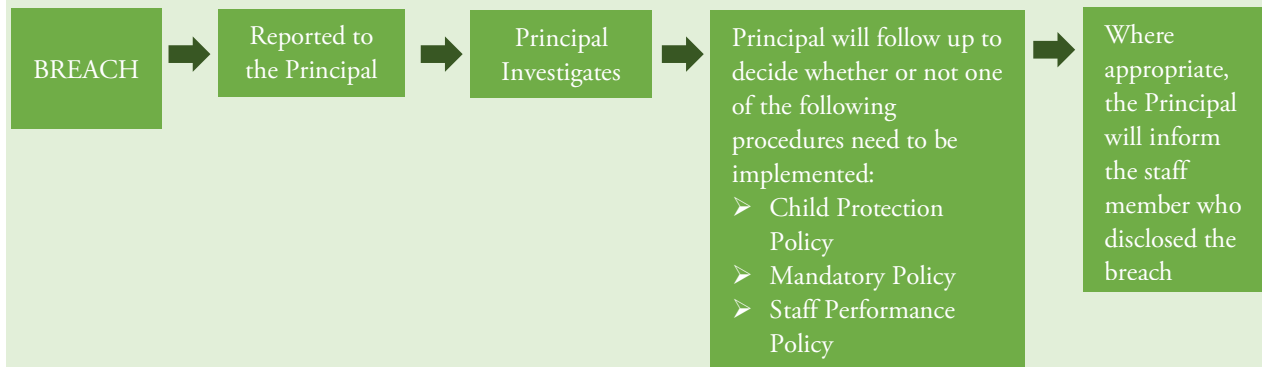 BREACH
Reported to
the Principal
Principal
Investigates
Principal will follow up to
decide whether or not one
of the following
procedures need to be
implemented:
➢ Child Protection
Policy
➢ Mandatory Policy
➢ Staff Performance
Policy
Where
appropriate,
the Principal
will inform
the staff
member who
disclosed the
breach